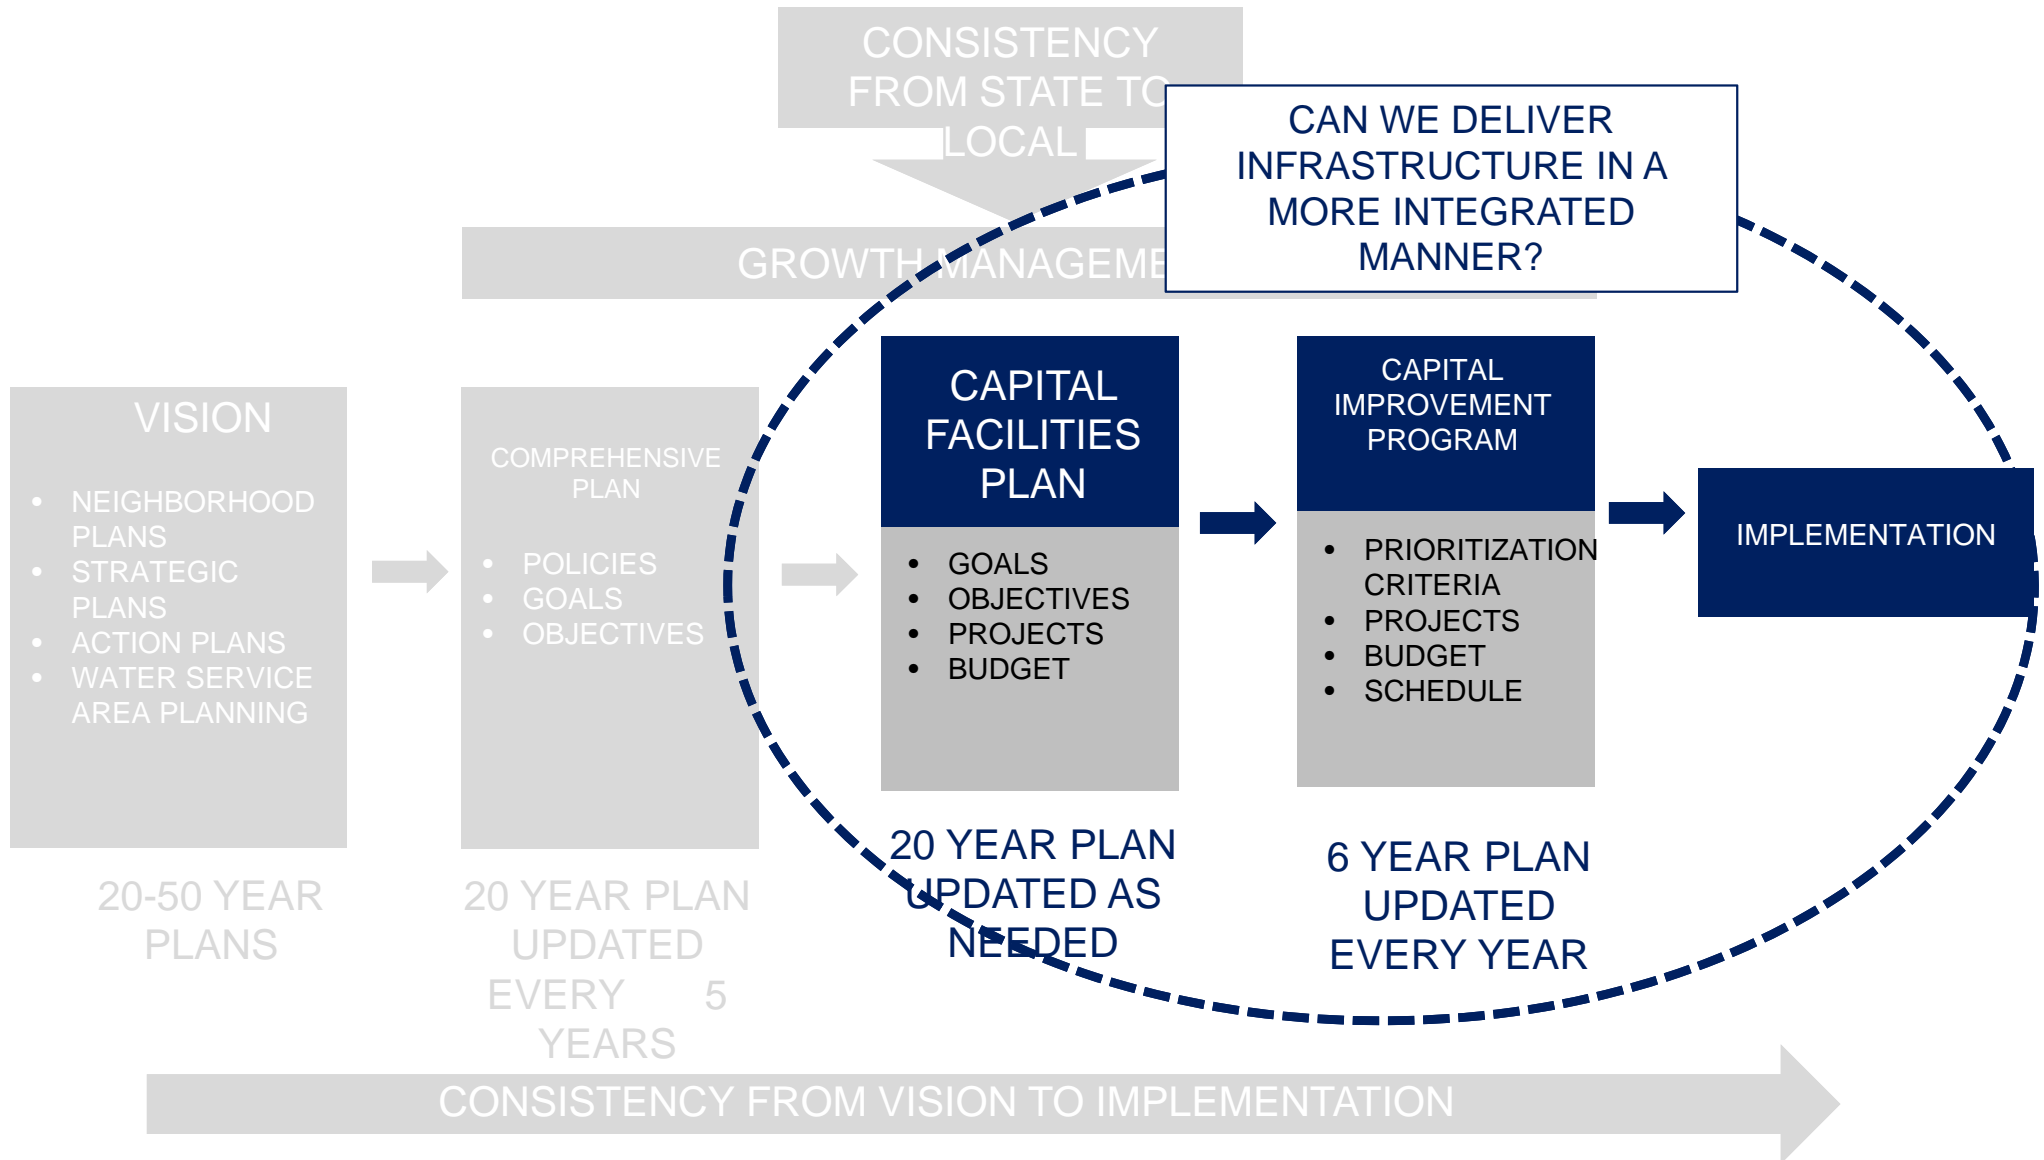 CONSISTENCY
FROM STATE TO
LOCAL
CAN WE DELIVER
INFRASTRUCTURE IN A
MORE INTEGRATED
MANNER?
GROWTH MANAGEME
VISION
• NEIGHBORHOOD
PLANS
• STRATEGIC
PLANS
• ACTION PLANS
• WATER SERVICE
AREA PLANNING
20-50 YEAR
PLANS
COMPREHENSIVE
PLAN
• POLICIES
• GOALS
• OBJECTIVES
20 YEAR PLAN
UPDATED
EVERY 5
YEARS
CAPITAL
FACILITIES
PLAN
• GOALS
• OBJECTIVES
• PROJECTS
• BUDGET
20 YEAR PLAN
UPDATED AS
NEEDED
CAPITAL
IMPROVEMENT
PROGRAM
• PRIORITIZATION
CRITERIA
• PROJECTS
• BUDGET
• SCHEDULE
6 YEAR PLAN
UPDATED
EVERY YEAR
IMPLEMENTATION
CONSISTENCY FROM VISION TO IMPLEMENTATION